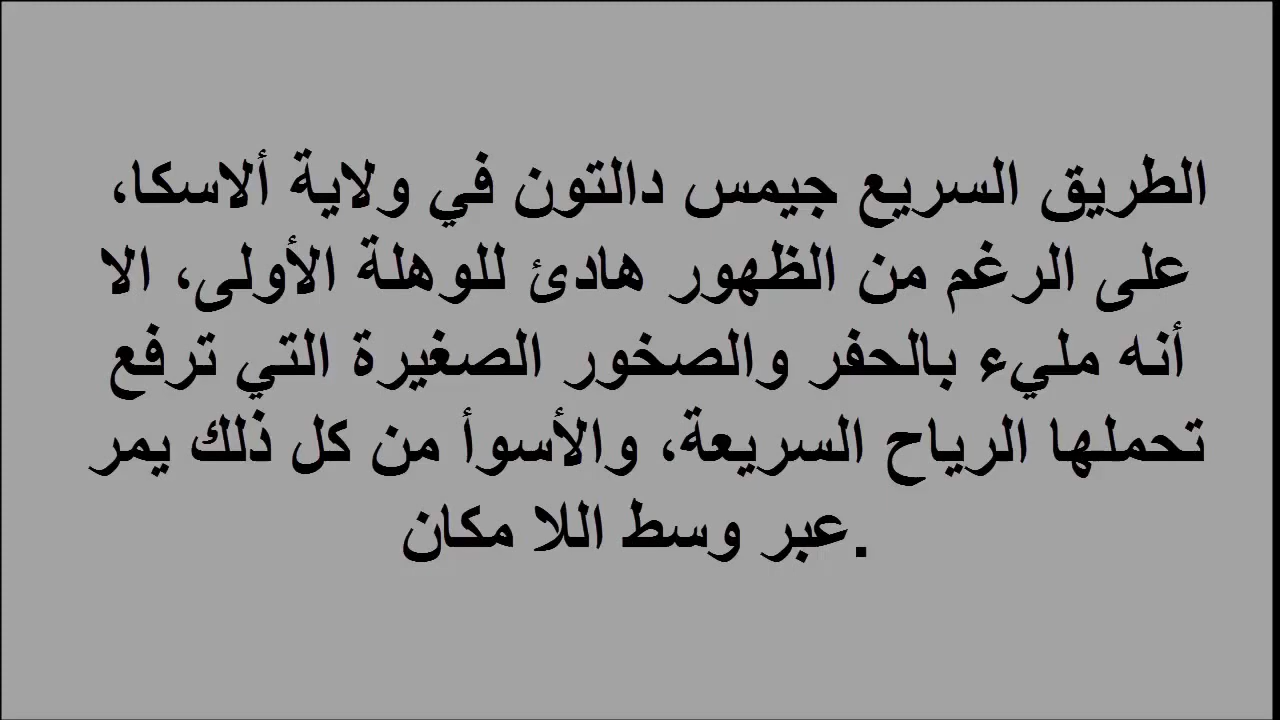 الطريق السريع جيمس دالتون في ولاية ألاسكا،
على الرغم من الظهور هادئ للوهلة الأولى، الا
أنه مليء بالحفر والصخور الصغيرة التي ترفع
تحملها الرياح السريعة، والأسوأ من كل ذلك يمر
.عبر وسط اللا مكان